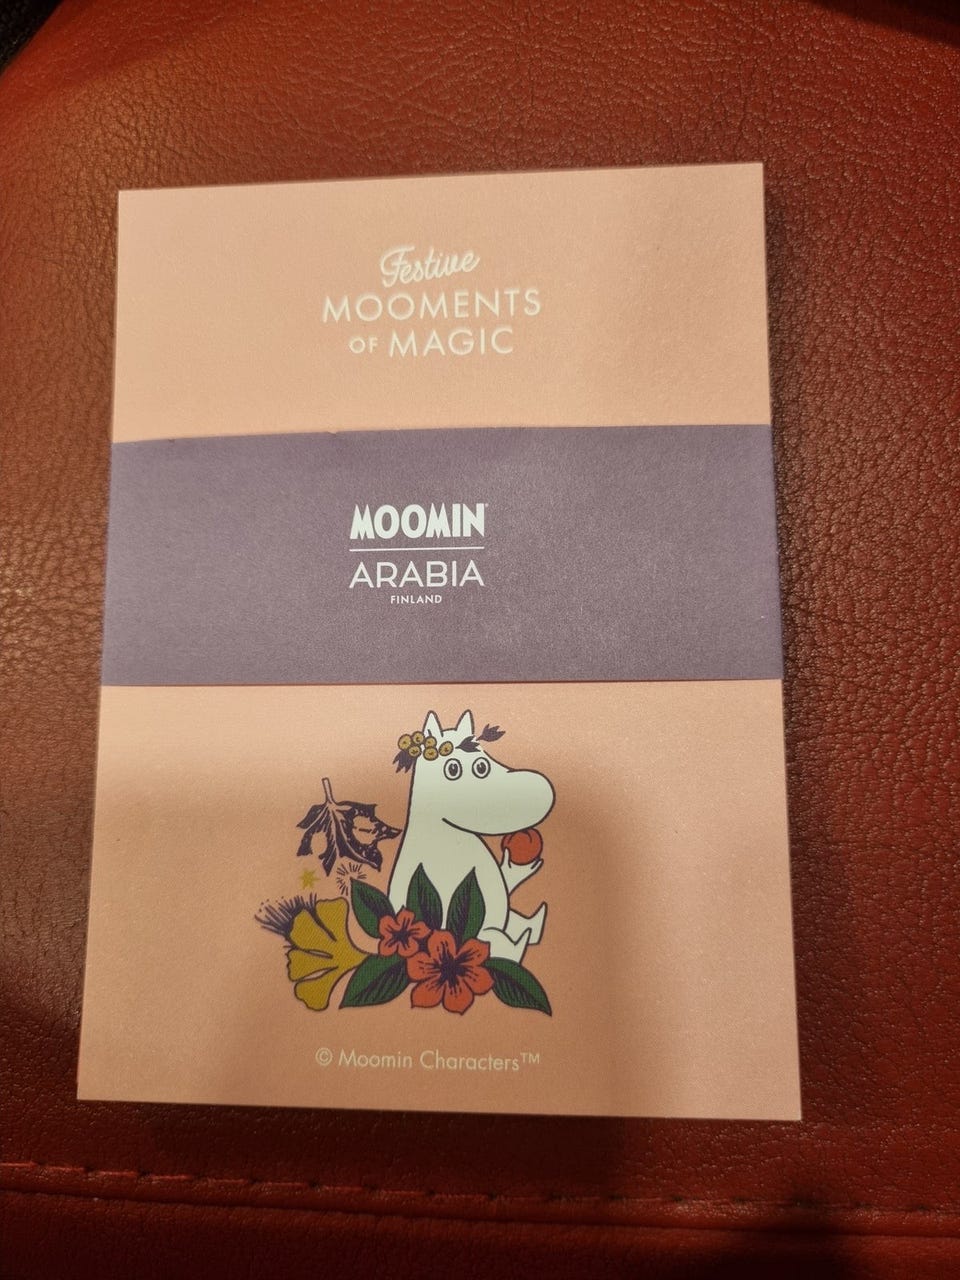 Festive
MOOMENTS
OF MAGIC
MOOMIN
ARABIA
FINLAND
© Moomin Characters™